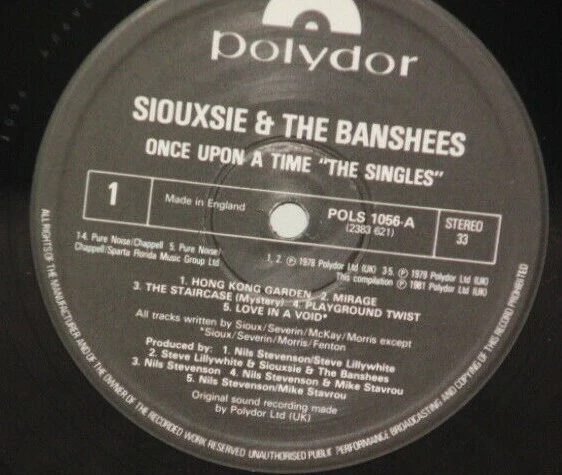 polydor
SIOUXSIE & THE BANSHEES
ONCE UPON A TIME "THE SINGLES"
1
Made in England
POLS 1056-A
(2383 621)
STEREO
33
1-4. Pure Noise/Chappell 5. Pure Noise/
Chappell/Sparta Florida Music Group Ltd
1, 2. ℗ 1978 Polydor Ltd (UK) 3-5. ℗ 1979 Polydor Ltd (UK)
This compilation ℗ 1981 Polydor Ltd (UK)
1. HONG KONG GARDEN 2. MIRAGE
3. THE STAIRCASE (Mystery) 4. PLAYGROUND TWIST
5. LOVE IN A VOID*
All tracks written by Sioux/Severin/McKay/Morris except
*Sioux/Severin/Morris/Fenton
Produced by: 1. Nils Stevenson/Steve Lillywhite
2. Steve Lillywhite & Siouxsie & The Banshees
3. Nils Stevenson 4. Nils Stevenson & Mike Stavrou
5. Nils Stevenson/Mike Stavrou
Original sound recording made
by Polydor Ltd (UK)
ALL RIGHTS OF THE MANUFACTURER AND OF THE OWNER OF THE RECORDED WORK RESERVED UNAUTHORISED PUBLIC PERFORMANCE BROADCASTING AND COPYING OF THIS RECORD PROHIBITED